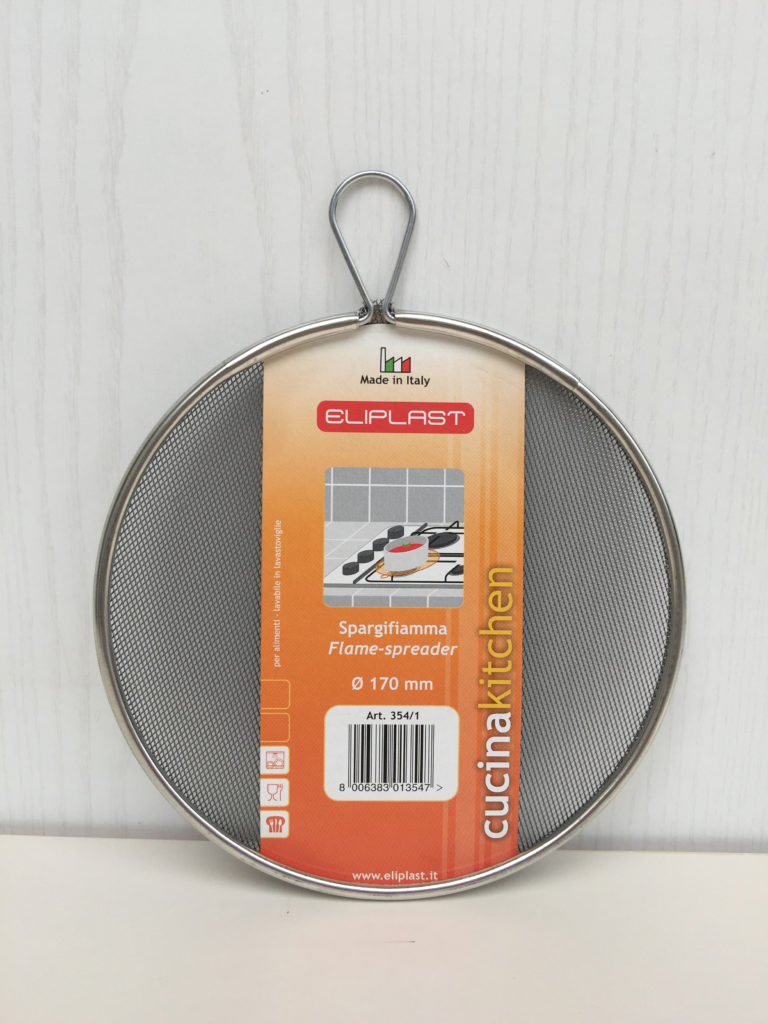 Made in Italy
ELIPLAST
per alimenti - lavabile in lavastoviglie
Spargifiamma
Flame-spreader
Ø 170 mm
cucinakitchen
Art. 354/1
8 006383 013547 >
www.eliplast.it